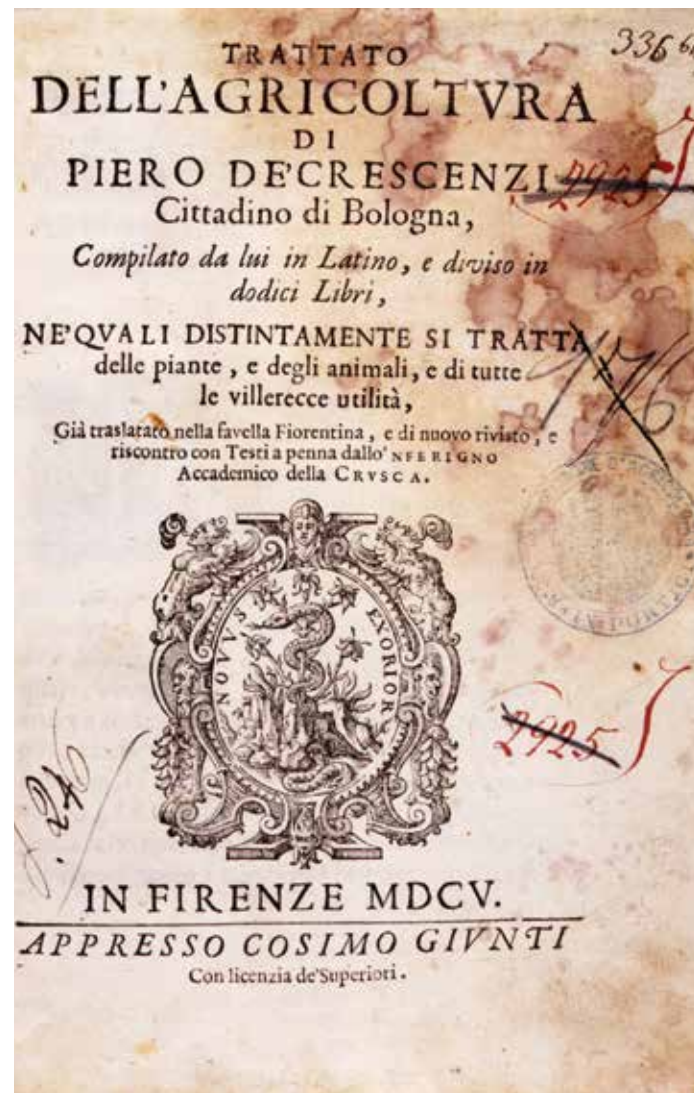 336
TRATTATO
DELL'AGRICOLTVRA
DI
PIERO DE'CRESCENZI
2925
Cittadino di Bologna,
Compilato da lui in Latino, e diviso in
dodici Libri,
NE'QVALI DISTINTAMENTE SI TRATTA
delle piante, e degli animali, e di tutte
le villerecce utilità,
Già traslatato nella favella Fiorentina, e di nuovo rivisto, e
riscontro con Testi a penna dallo'NFERIGNO
Accademico della CRVSCA.
NOVVS EXORIOR
2925
IN FIRENZE MDCV.
APPRESSO COSIMO GIVNTI
Con licenzia de'Superiori.